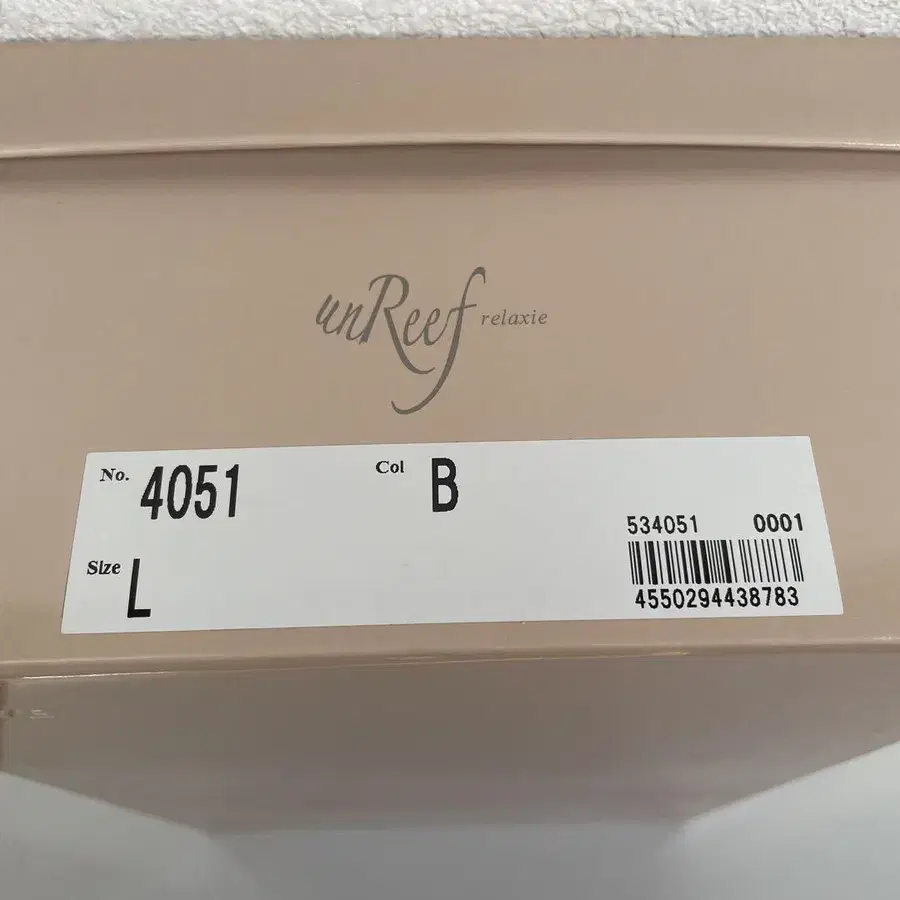 unReef relaxie
No. 4051 Col B
534051 0001
Size L
4550294438783